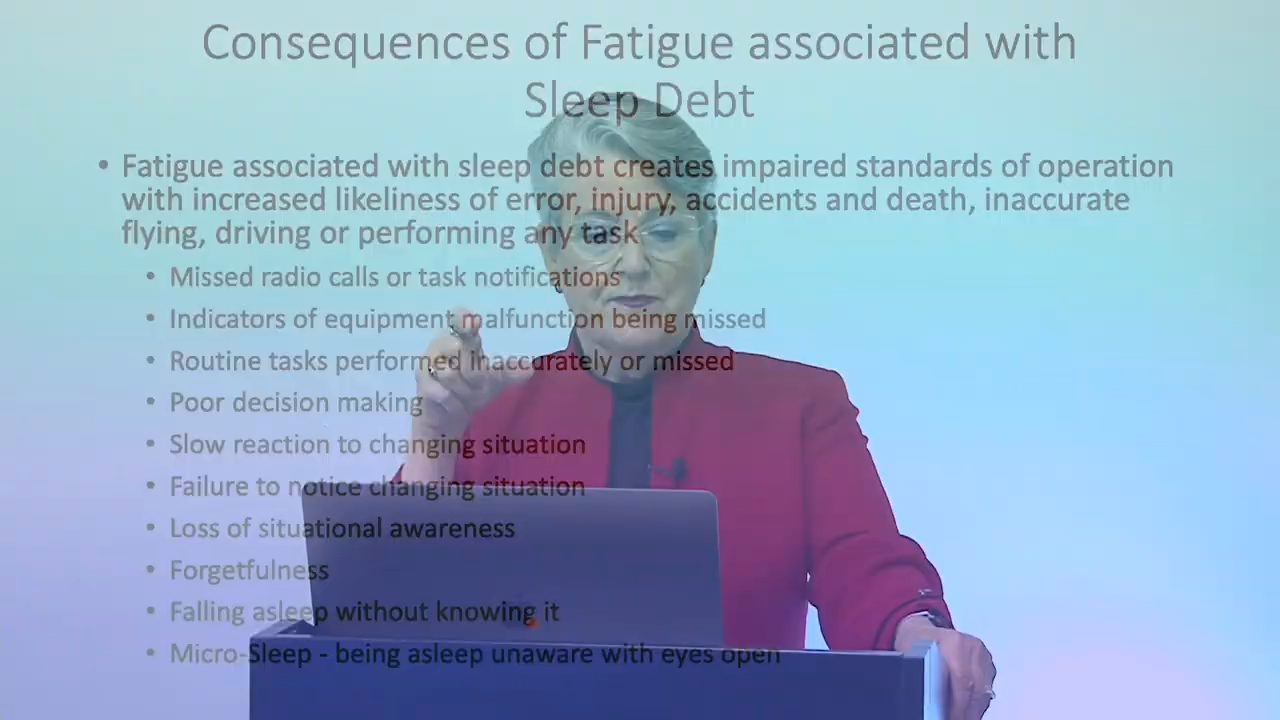 Consequences of Fatigue associated with
Sleep Debt
• Fatigue associated with sleep debt creates impaired standards of operation
with increased likeliness of error, injury, accidents and death, inaccurate
flying, driving or performing any task
• Missed radio calls or task notifications
• Indicators of equipment malfunction being missed
• Routine tasks performed inaccurately or missed
• Poor decision making
• Slow reaction to changing situation
• Failure to notice changing situation
• Loss of situational awareness
• Forgetfulness
• Falling asleep without knowing it
• Micro-Sleep - being asleep unaware with eyes open